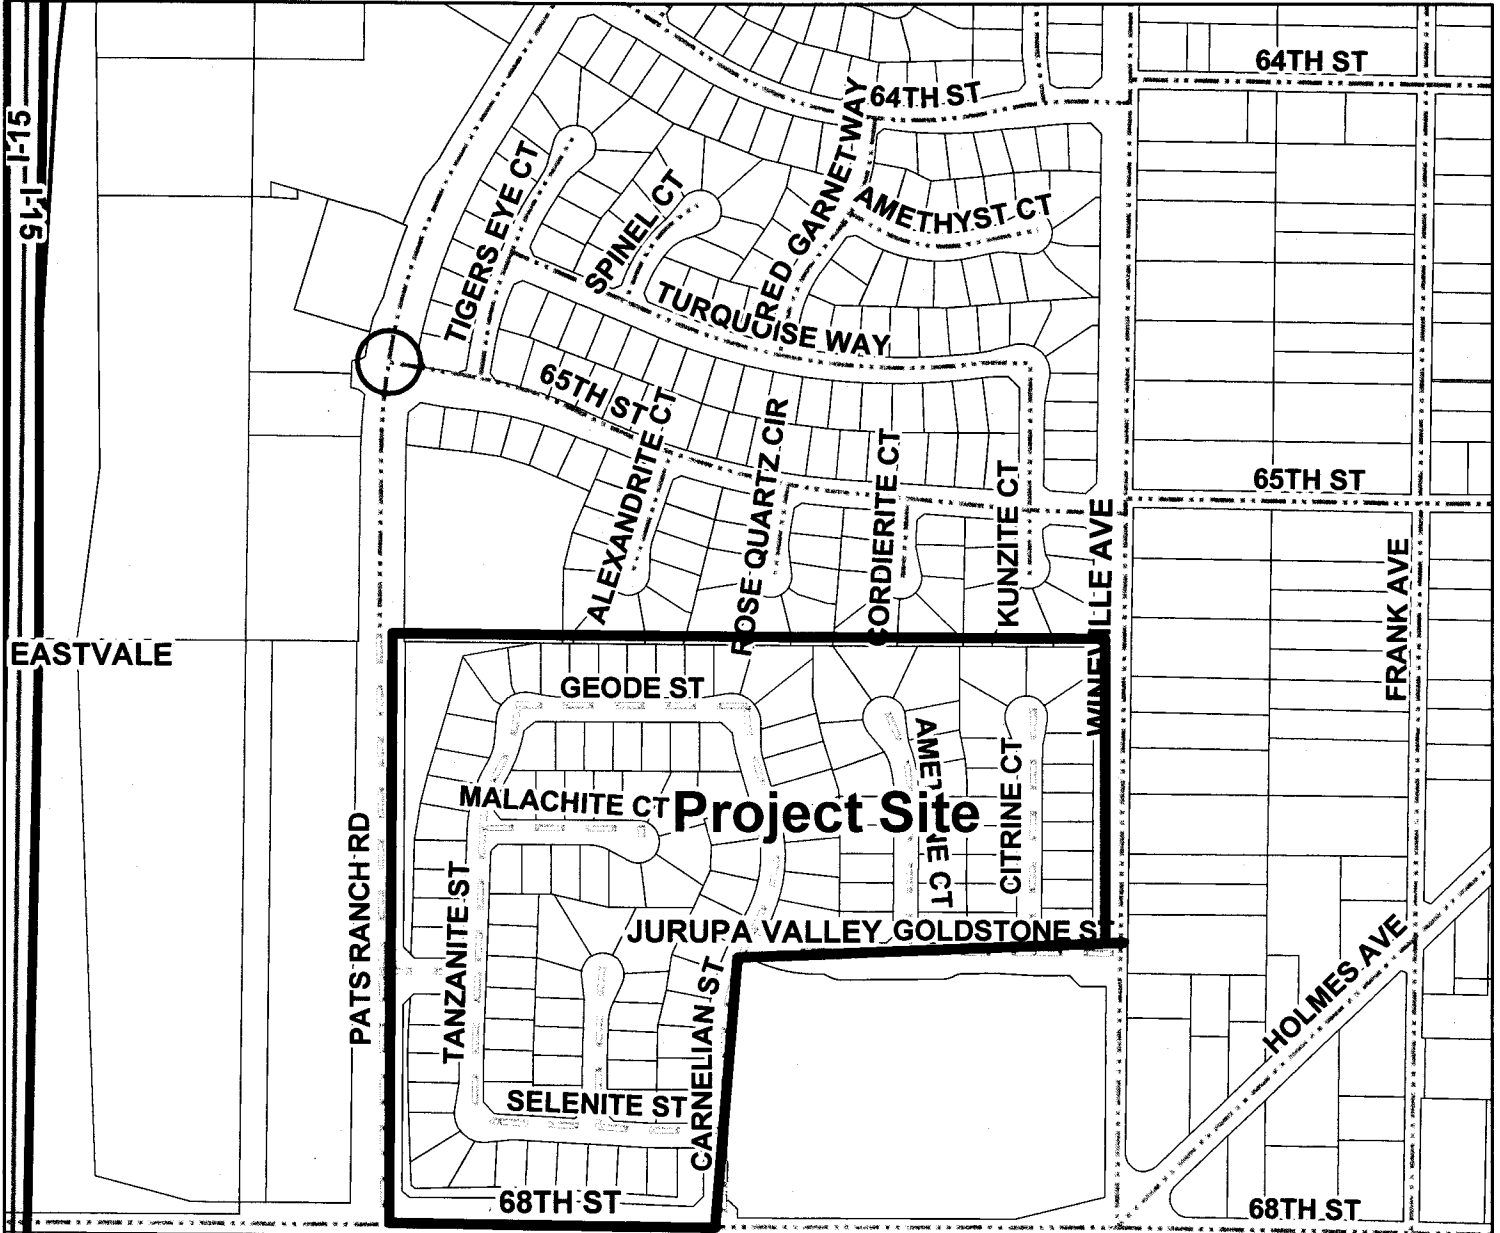 64TH ST
64TH ST
I-15
I-15
TIGERS EYE CT
SPINEL CT
RED GARNET WAY
AMETHYST CT
TURQUOISE WAY
65TH ST
ALEXANDRITE CT
ROSE QUARTZ CIR
CORDIERITE CT
KUNZITE CT
65TH ST
WINEVILLE AVE
FRANK AVE
EASTVALE
GEODE ST
MALACHITE CT
Project Site
CITRINE CT
PATS RANCH RD
TANZANITE ST
JURUPA VALLEY
GOLDSTONE ST
CARNELIAN ST
HOLMES AVE
SELENITE ST
68TH ST
68TH ST